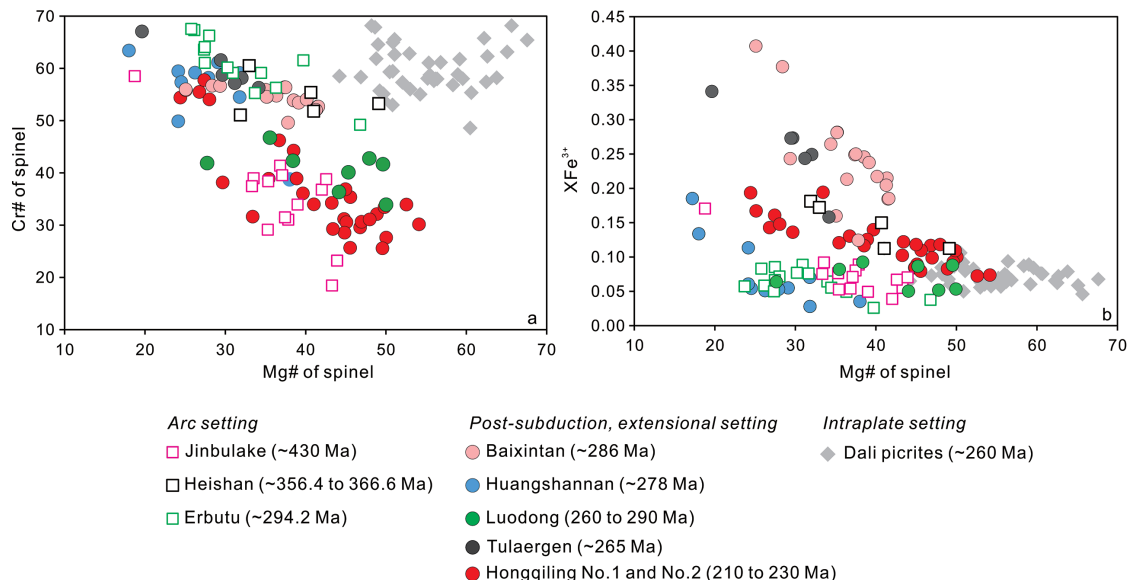 70
60
50
40
30
20
10
Cr# of spinel
10 20 30 40 50 60 70
Mg# of spinel
a
0.45
0.40
0.35
0.30
0.25
0.20
0.15
0.10
0.05
0.00
XFe³⁺
10 20 30 40 50 60 70
Mg# of spinel
b
Arc setting
Jinbulake (~430 Ma)
Heishan (~356.4 to 366.6 Ma)
Erbutu (~294.2 Ma)
Post-subduction, extensional setting
Baixintan (~286 Ma)
Huangshannan (~278 Ma)
Luodong (260 to 290 Ma)
Tulaergen (~265 Ma)
Hongqiling No.1 and No.2 (210 to 230 Ma)
Intraplate setting
Dali picrites (~260 Ma)